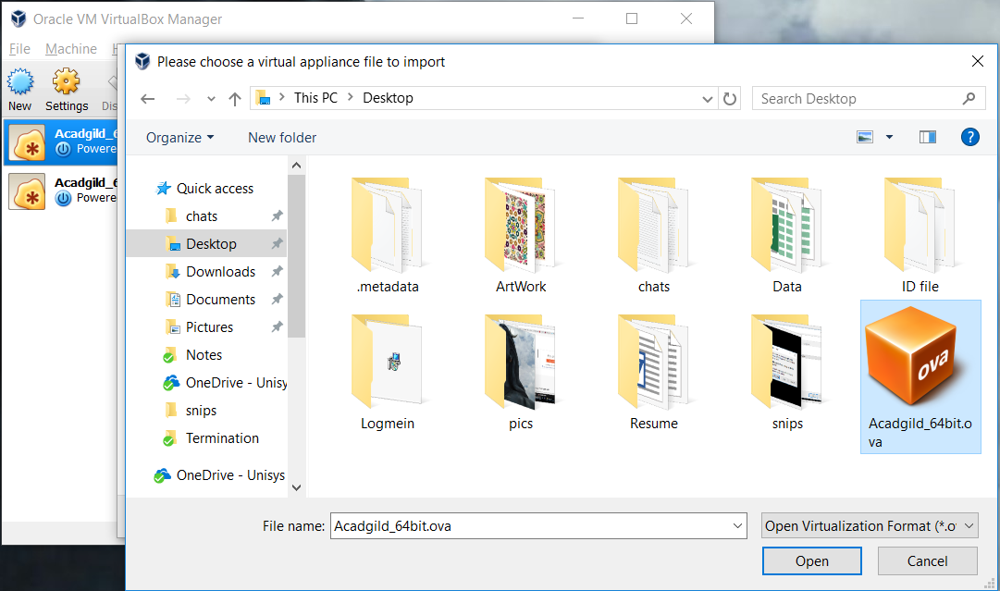 Oracle VM VirtualBox Manager
File Machine H
New Settings Dis
Acadgild_6
Powere
Acadgild_6
Powere
Please choose a virtual appliance file to import
This PC > Desktop
Search Desktop
Organize New folder
?
Quick access
chats
Desktop
Downloads
Documents
Pictures
Notes
OneDrive - Unisy
snips
Termination
OneDrive - Unisys
.metadata
ArtWork
chats
Data
ID file
Logmein
pics
Resume
snips
ova
Acadgild_64bit.o
va
File name: Acadgild_64bit.ova
Open Virtualization Format (*.o
Open Cancel